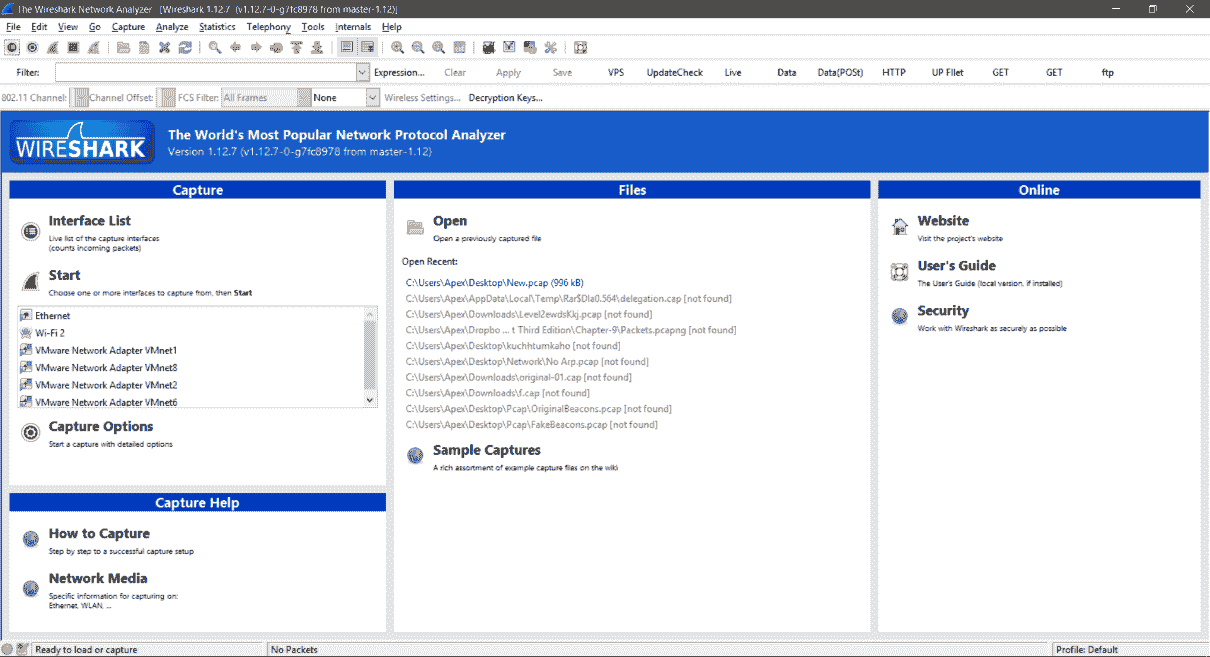 The Wireshark Network Analyzer [Wireshark 1.12.7 (v1.12.7-0-g7fc8978 from master-1.12)]
File Edit View Go Capture Analyze Statistics Telephony Tools Internals Help
Filter: Expression... Clear Apply Save VPS UpdateCheck Live Data Data(POSt) HTTP UP FIlet GET GET ftp
802.11 Channel: Channel Offset: FCS Filter: All Frames None Wireless Settings... Decryption Keys...
WIRESHARK
The World's Most Popular Network Protocol Analyzer
Version 1.12.7 (v1.12.7-0-g7fc8978 from master-1.12)
Capture
Interface List
Live list of the capture interfaces
(counts incoming packets)
Start
Choose one or more interfaces to capture from, then Start
Ethernet
Wi-Fi 2
VMware Network Adapter VMnet1
VMware Network Adapter VMnet8
VMware Network Adapter VMnet2
VMware Network Adapter VMnet6
Capture Options
Start a capture with detailed options
Capture Help
How to Capture
Step by step to a successful capture setup
Network Media
Specific information for capturing on:
Ethernet, WLAN, ...
Files
Open
Open a previously captured file
Open Recent:
C:\Users\Apex\Desktop\New.pcap (996 kB)
C:\Users\Apex\AppData\Local\Temp\Rar$DIa0.564\delegation.cap [not found]
C:\Users\Apex\Downloads\Level2ewdsKkj.pcap [not found]
C:\Users\Apex\Dropbo ... t Third Edition\Chapter-9\Packets.pcapng [not found]
C:\Users\Apex\Desktop\kuchhtumkaho [not found]
C:\Users\Apex\Desktop\Network\No Arp.pcap [not found]
C:\Users\Apex\Downloads\original-01.cap [not found]
C:\Users\Apex\Downloads\f.cap [not found]
C:\Users\Apex\Desktop\Pcap\OriginalBeacons.pcap [not found]
C:\Users\Apex\Desktop\Pcap\FakeBeacons.pcap [not found]
Sample Captures
A rich assortment of example capture files on the wiki
Online
Website
Visit the project's website
User's Guide
The User's Guide (local version, if installed)
Security
Work with Wireshark as securely as possible
Ready to load or capture No Packets Profile: Default